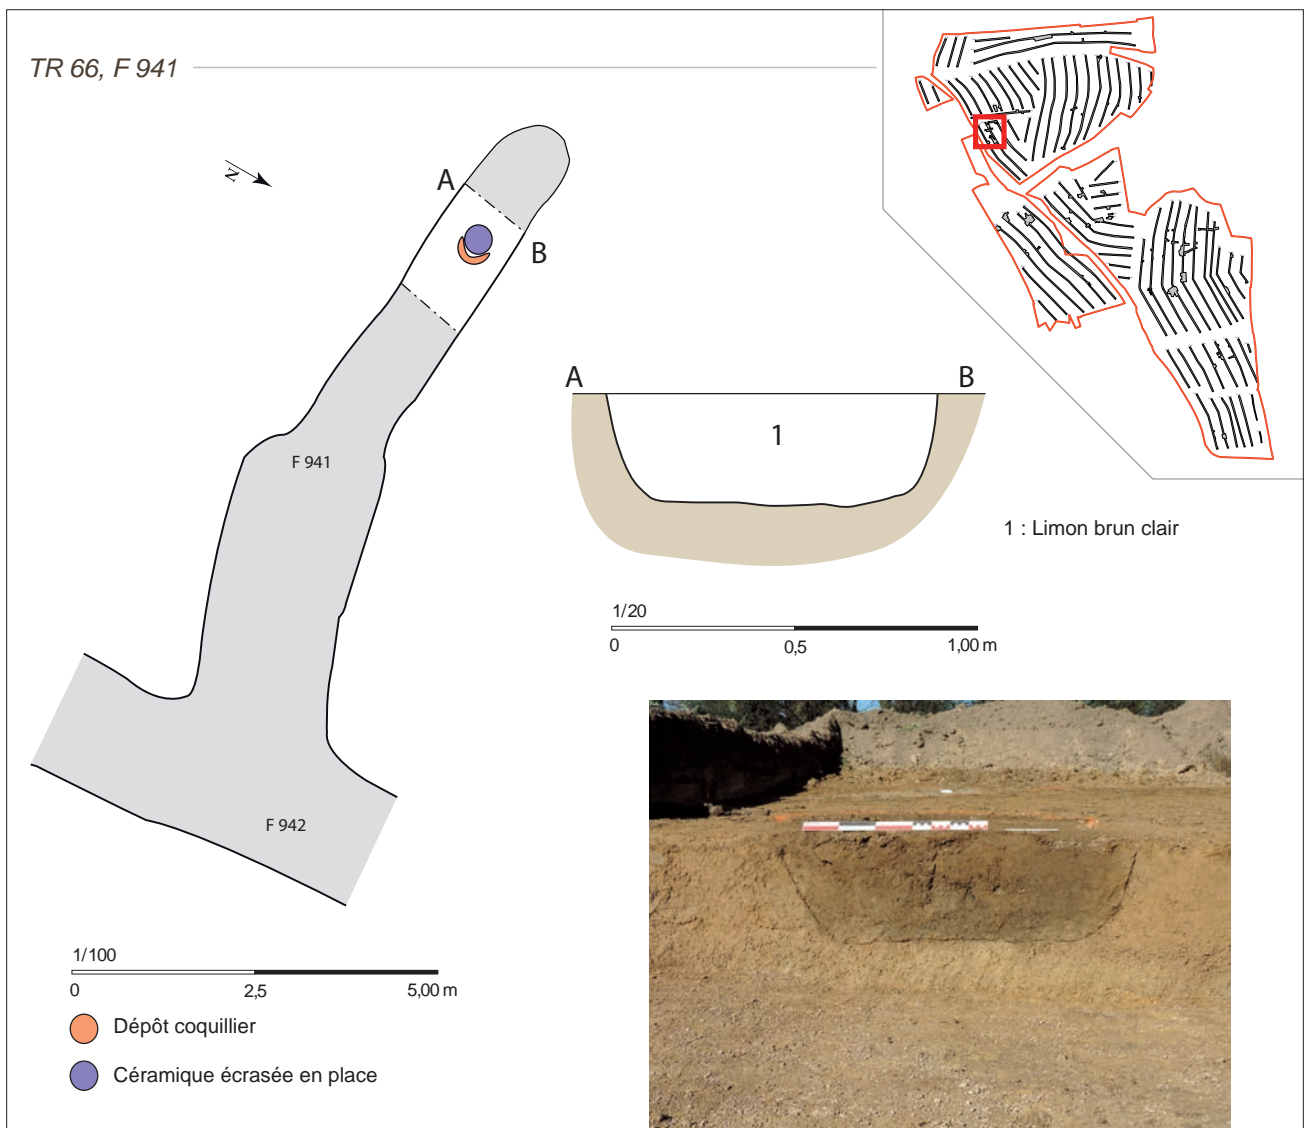 TR 66, F 941
N
A
B
F 941
F 942
A
B
1
1 : Limon brun clair
1/20
0
0,5
1,00 m
1/100
0
2,5
5,00 m
Dépôt coquillier
Céramique écrasée en place